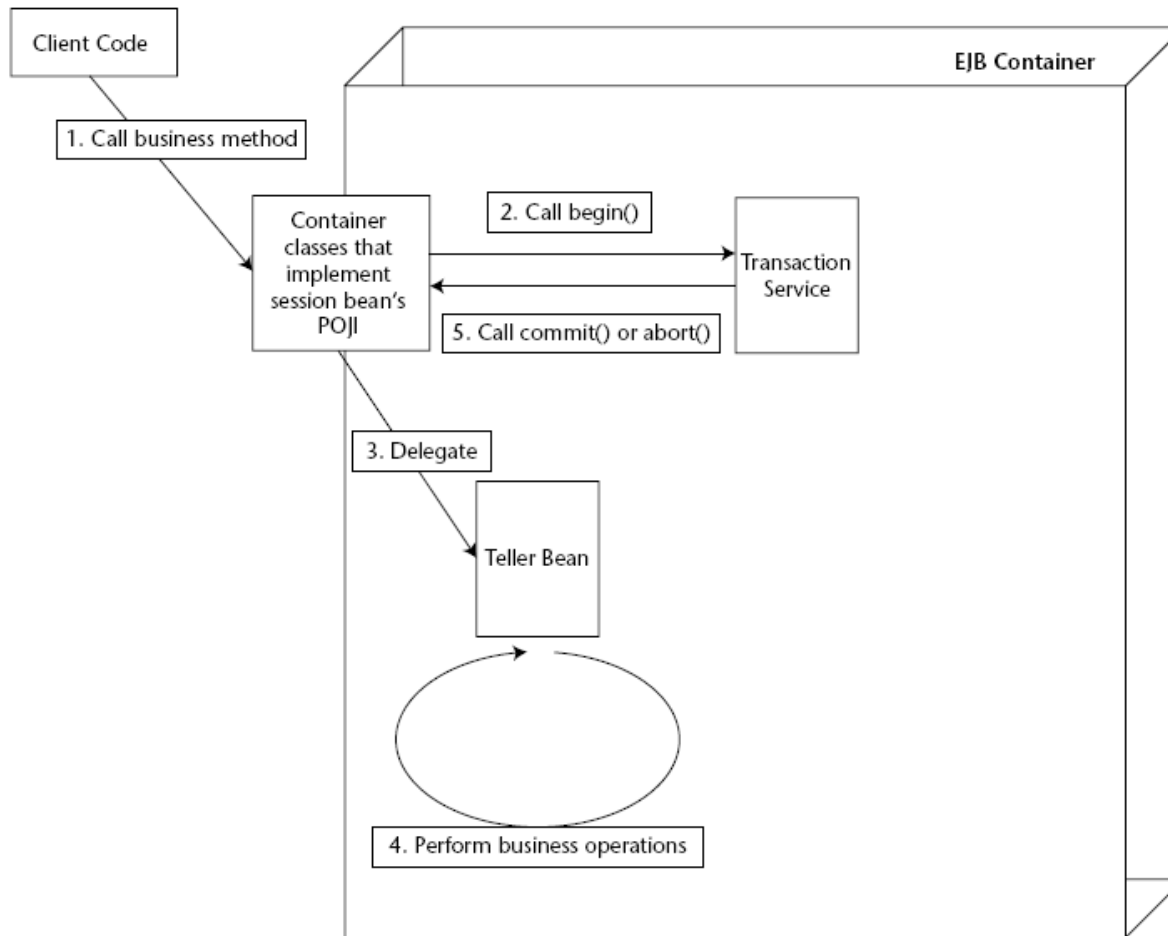 Client Code
EJB Container
1. Call business method
Container
classes that
implement
session bean's
POJI
2. Call begin()
Transaction
Service
5. Call commit() or abort()
3. Delegate
Teller Bean
4. Perform business operations